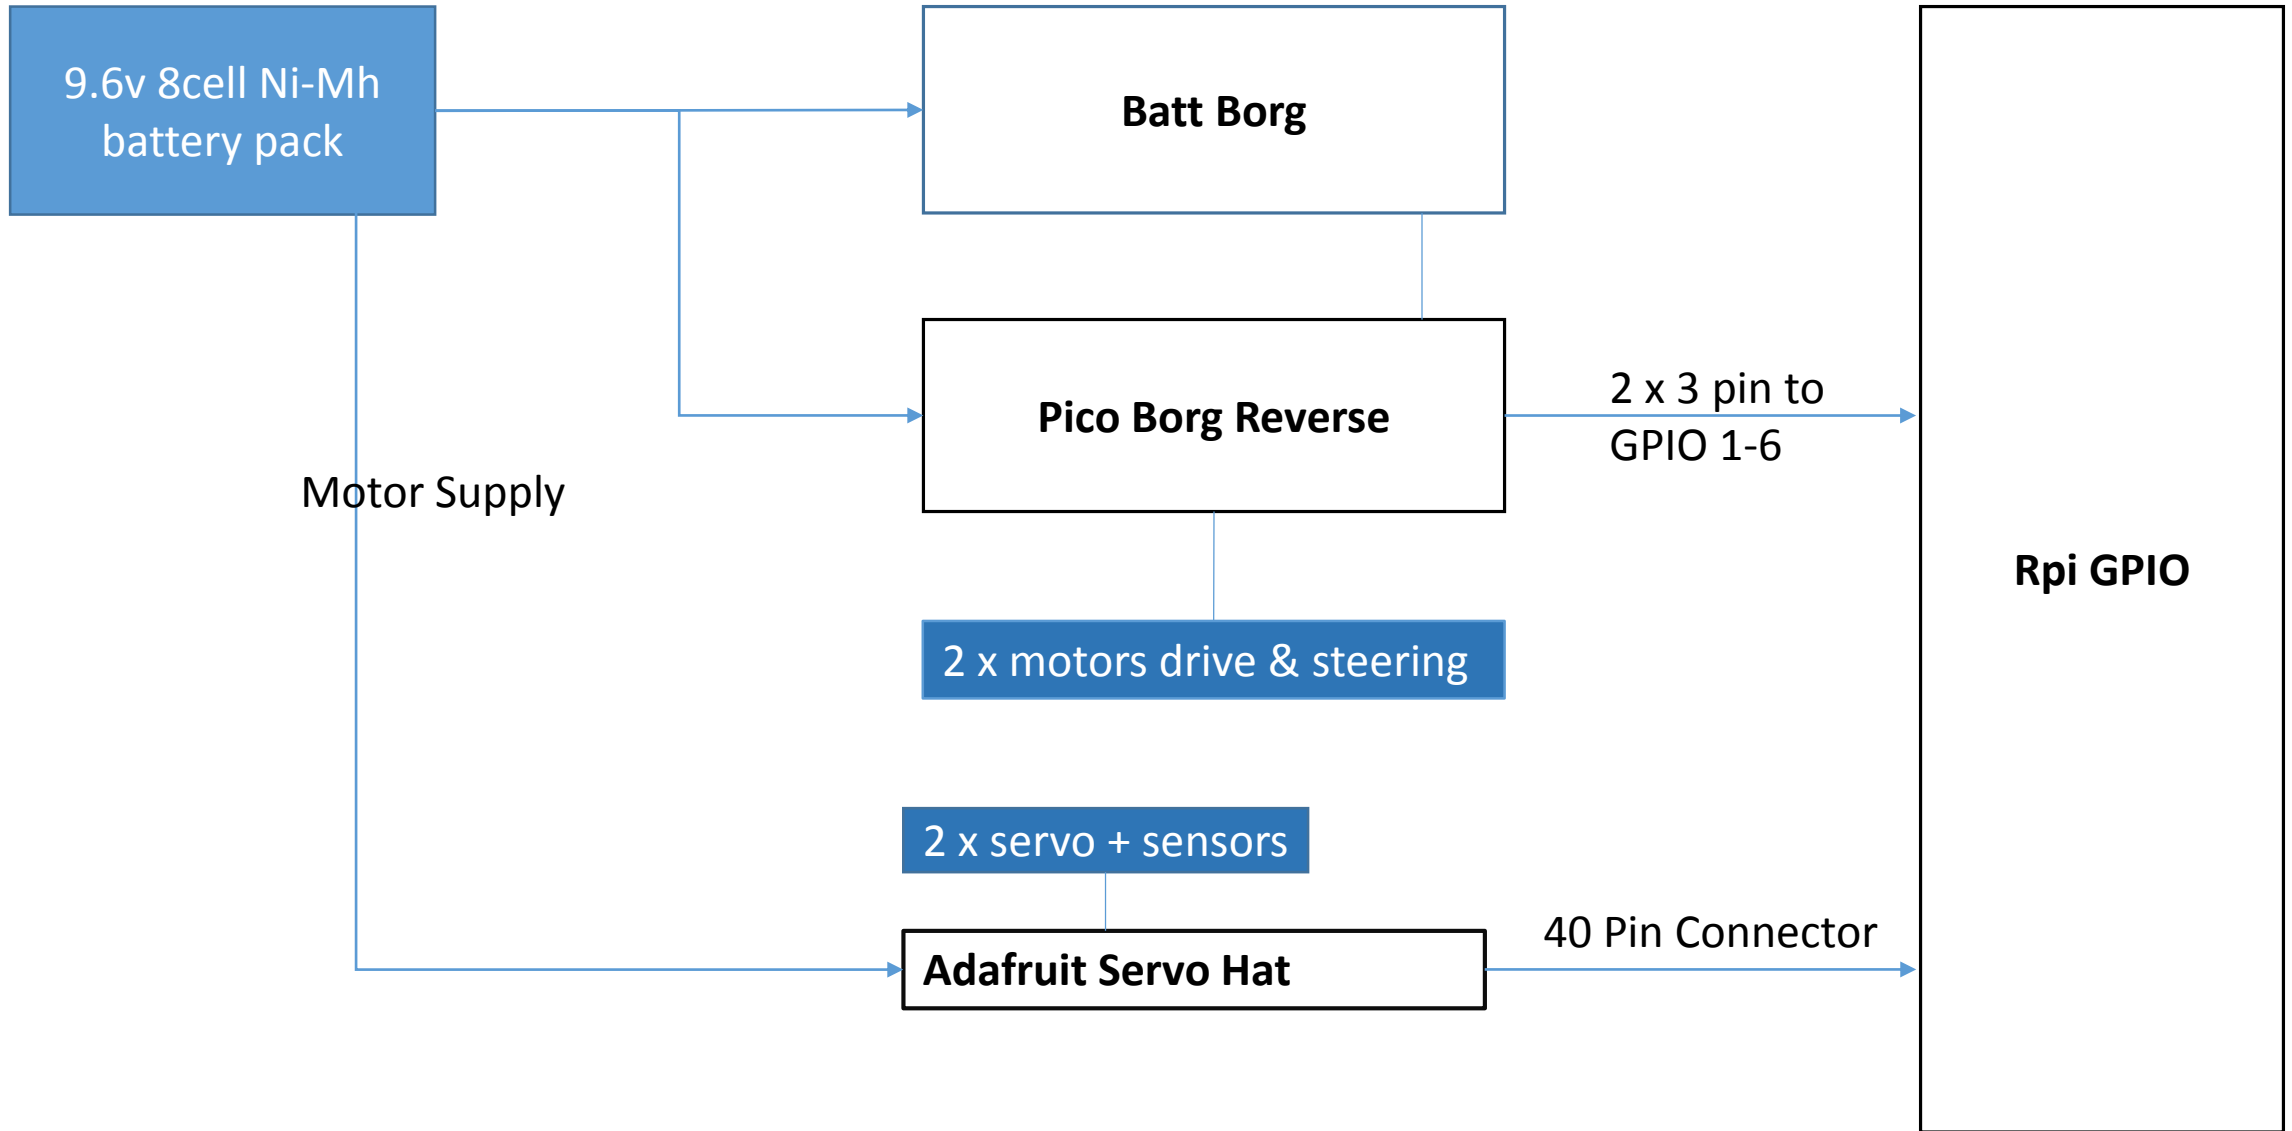 9.6v 8cell Ni-Mh
battery pack
Batt Borg
Pico Borg Reverse
2 x 3 pin to
GPIO 1-6
Motor Supply
Rpi GPIO
2 x motors drive & steering
2 x servo + sensors
Adafruit Servo Hat
40 Pin Connector